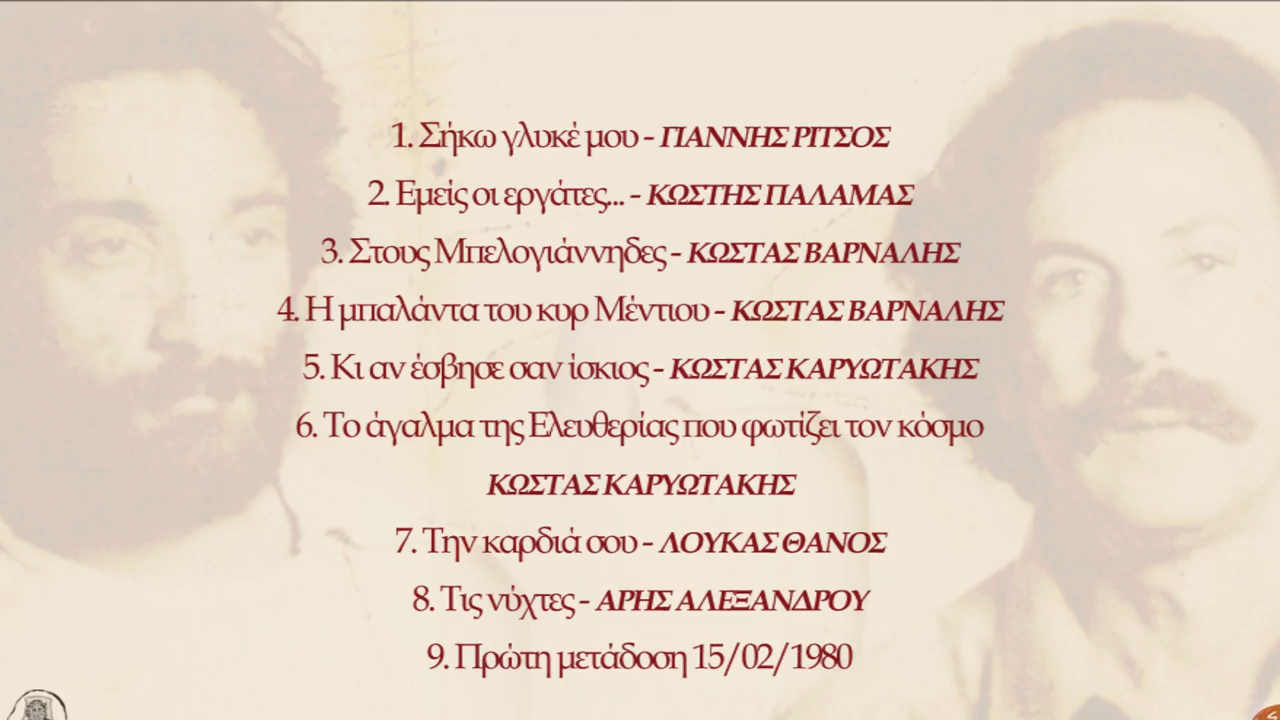 1. Σήκω γλυκέ μου - ΓΙΑΝΝΗΣ ΡΙΤΣΟΣ
2. Εμείς οι εργάτες... - ΚΩΣΤΗΣ ΠΑΛΑΜΑΣ
3. Στους Μπελογιάννηδες - ΚΩΣΤΑΣ ΒΑΡΝΑΛΗΣ
4. Η μπαλάντα του κυρ Μέντιου - ΚΩΣΤΑΣ ΒΑΡΝΑΛΗΣ
5. Κι αν έσβησε σαν ίσκιος - ΚΩΣΤΑΣ ΚΑΡΥΩΤΑΚΗΣ
6. Το άγαλμα της Ελευθερίας που φωτίζει τον κόσμο
ΚΩΣΤΑΣ ΚΑΡΥΩΤΑΚΗΣ
7. Την καρδιά σου - ΛΟΥΚΑΣ ΘΑΝΟΣ
8. Τις νύχτες - ΑΡΗΣ ΑΛΕΞΑΝΔΡΟΥ
9. Πρώτη μετάδοση 15/02/1980